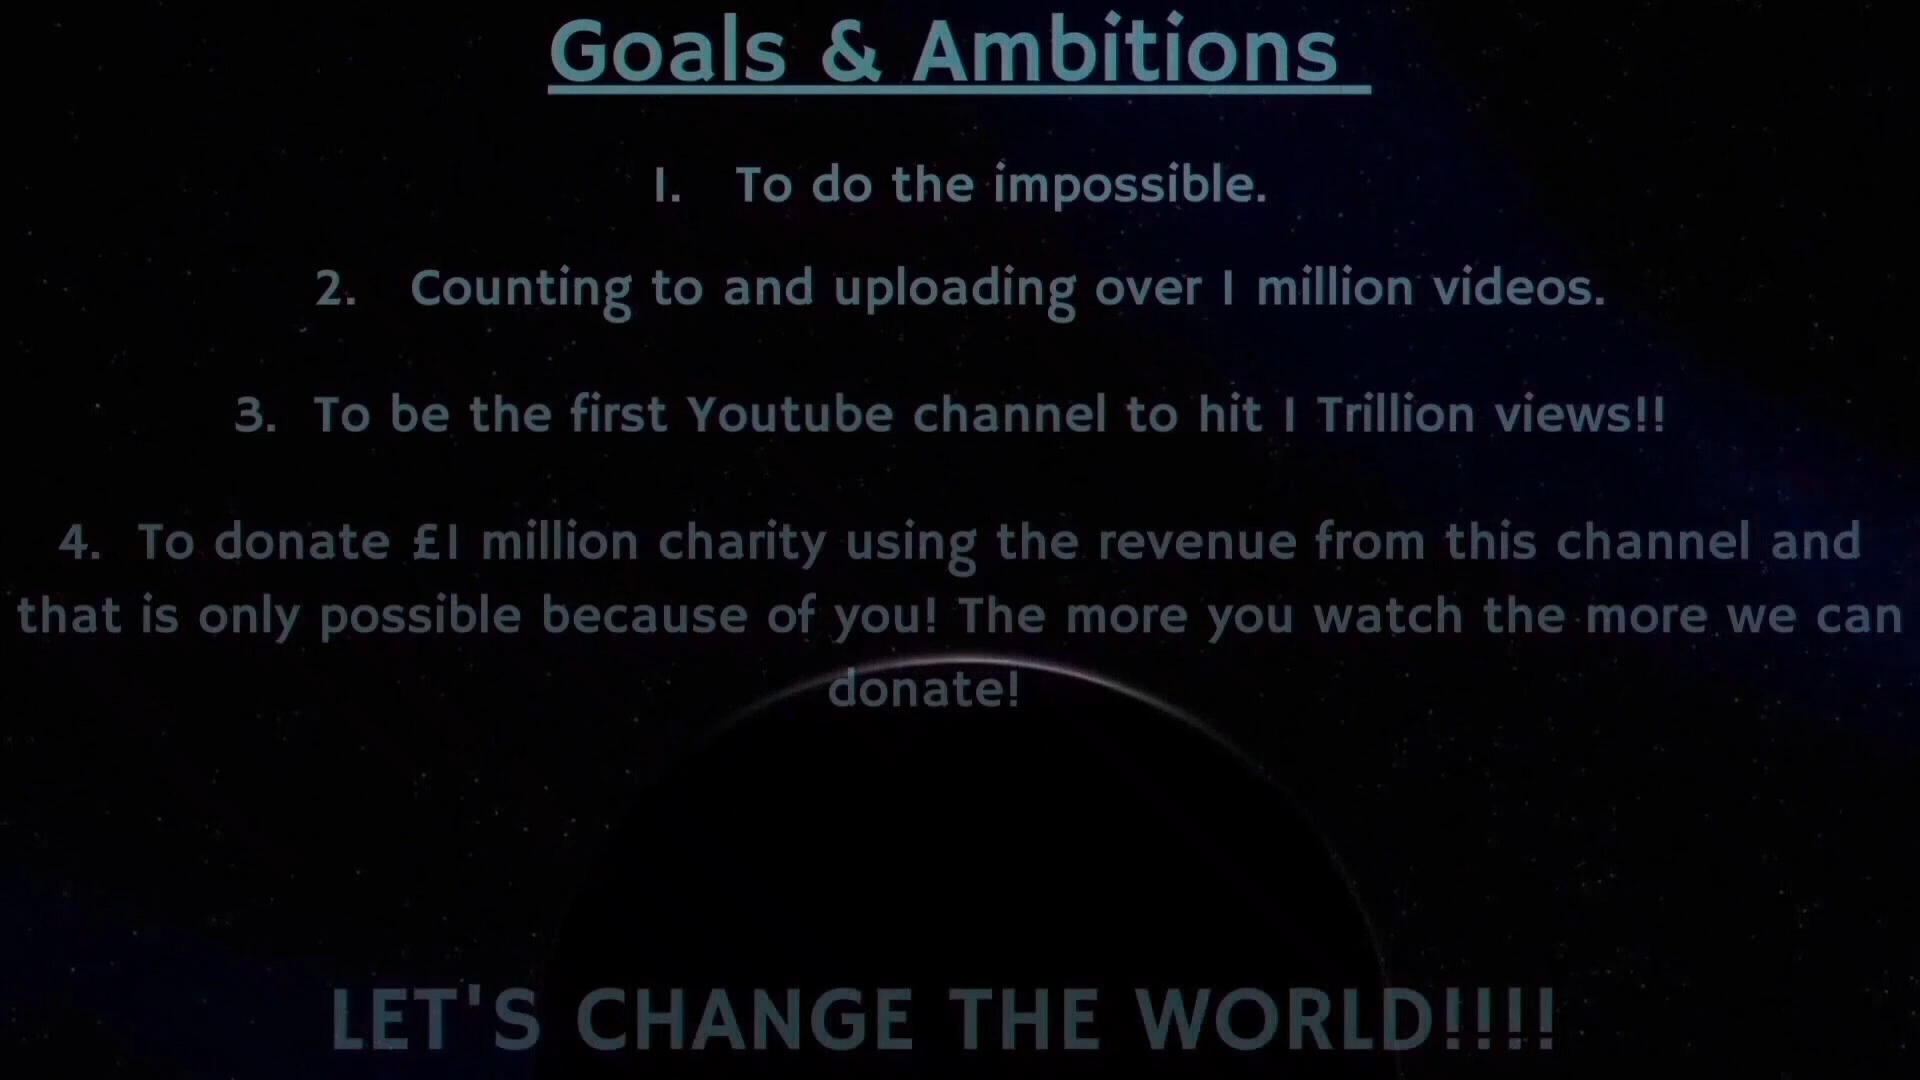 Goals & Ambitions
1. To do the impossible.
2. Counting to and uploading over 1 million videos.
3. To be the first Youtube channel to hit 1 Trillion views!!
4. To donate £1 million charity using the revenue from this channel and
that is only possible because of you! The more you watch the more we can
donate!
LET'S CHANGE THE WORLD!!!!